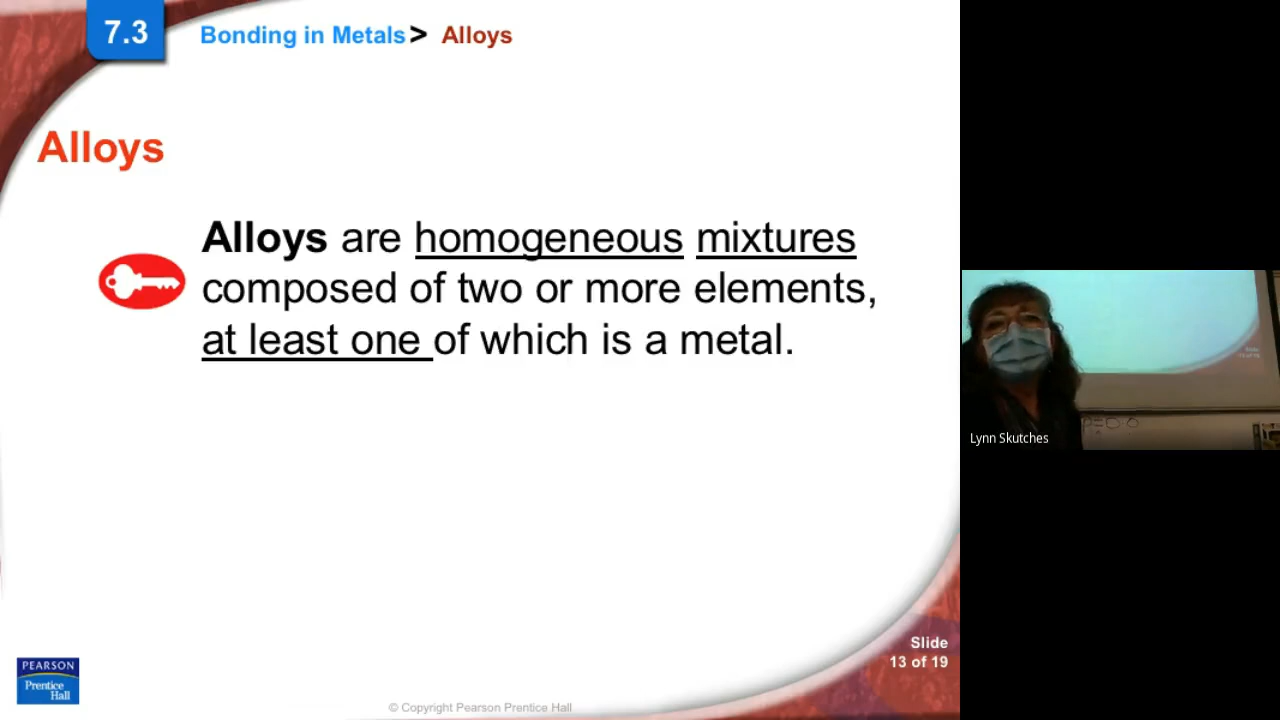 7.3
Bonding in Metals > Alloys
Alloys
Alloys are homogeneous mixtures
composed of two or more elements,
at least one of which is a metal.
Lynn Skutches
Slide
13 of 19
PEARSON
Prentice
Hall
© Copyright Pearson Prentice Hall